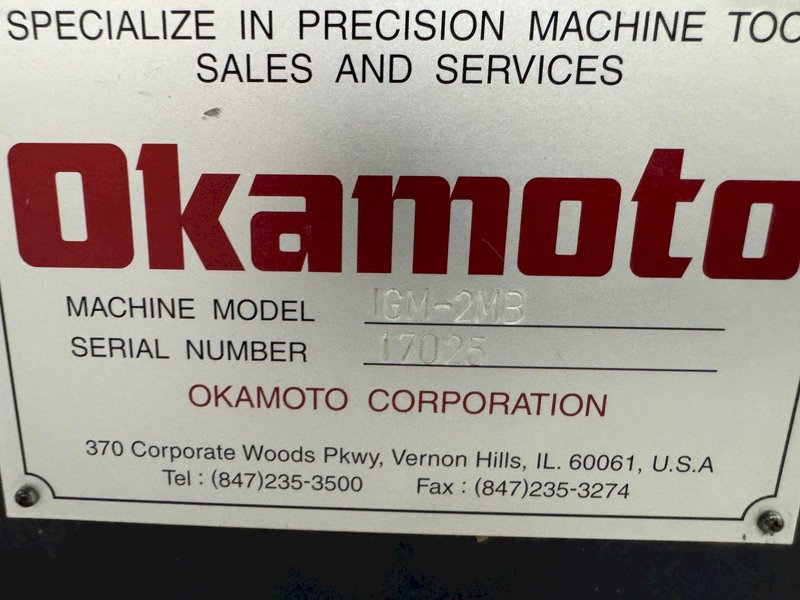 SPECIALIZE IN PRECISION MACHINE TOO
SALES AND SERVICES
Okamoto
MACHINE MODEL IGM-2MB
SERIAL NUMBER 17025
OKAMOTO CORPORATION
370 Corporate Woods Pkwy, Vernon Hills, IL. 60061, U.S.A
Tel : (847)235-3500 Fax : (847)235-3274